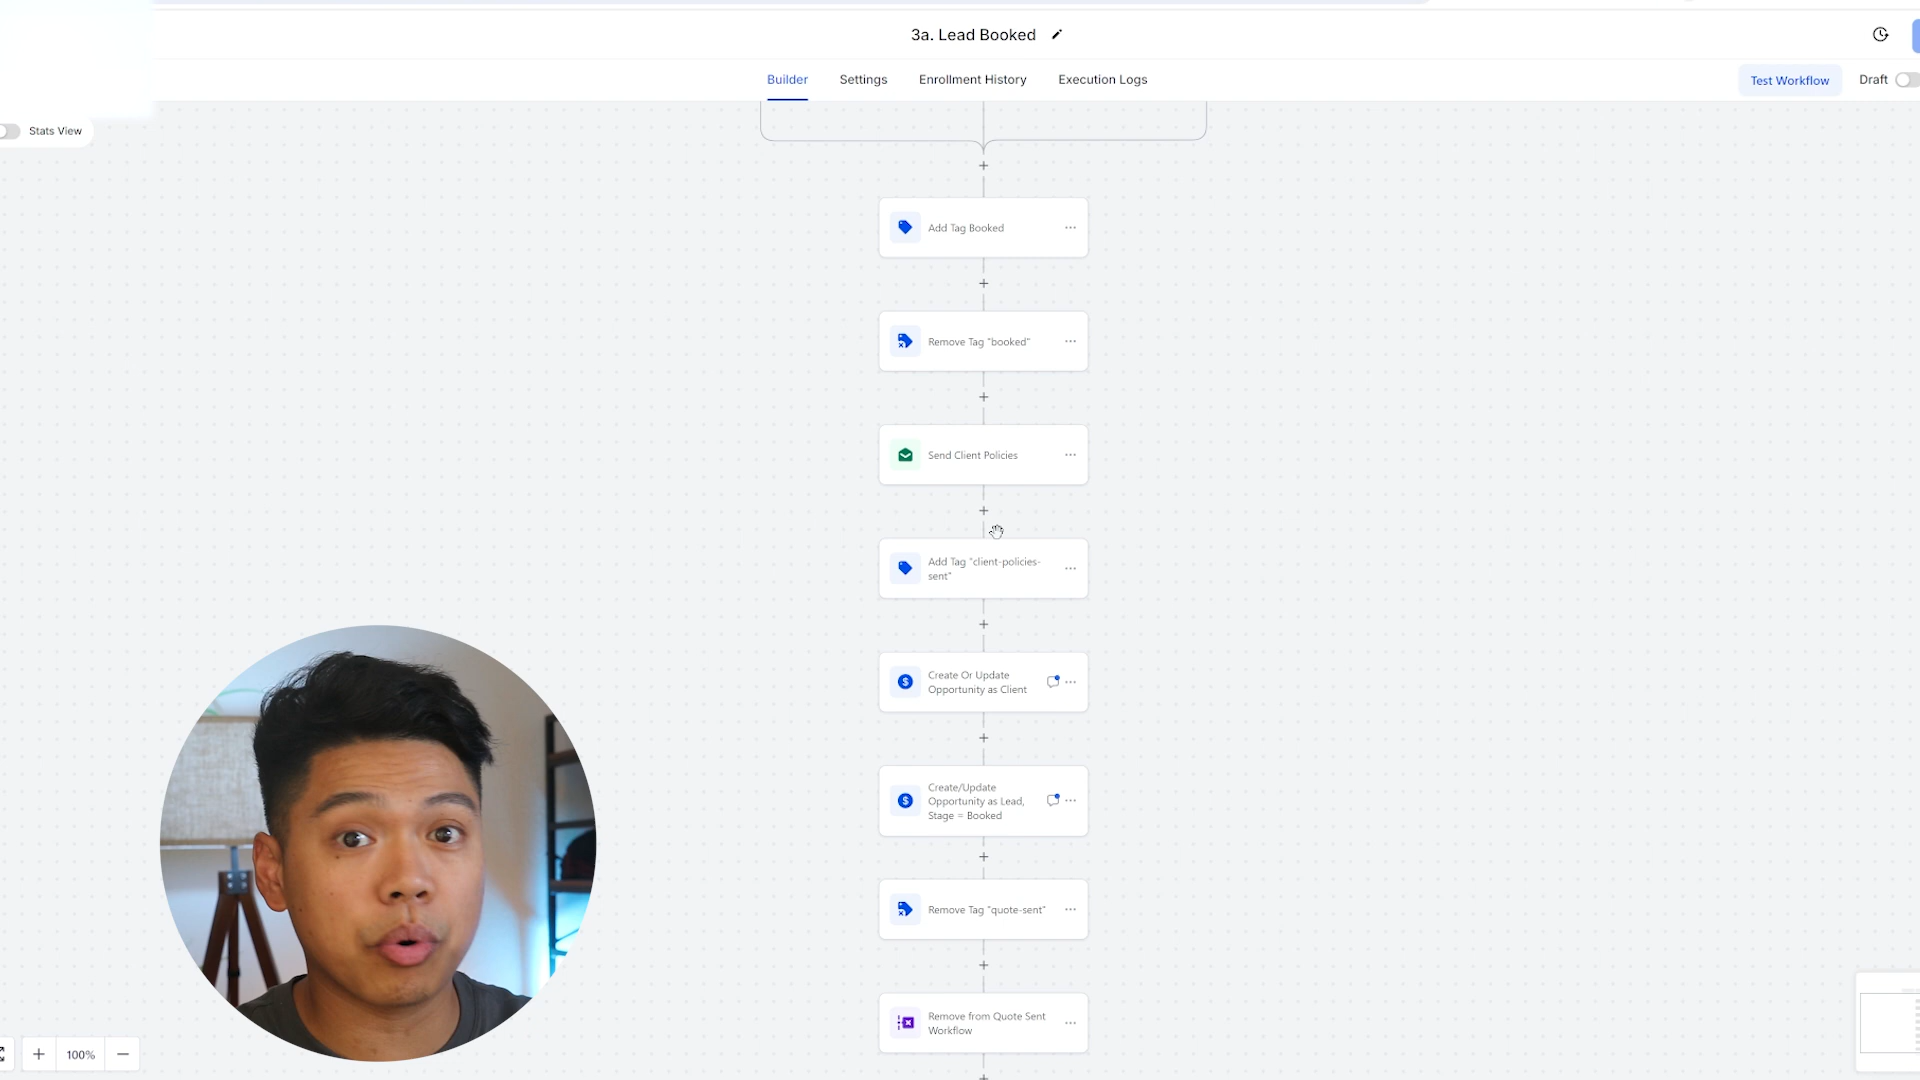 3a. Lead Booked
Builder
Settings
Enrollment History
Execution Logs
Test Workflow
Draft
Stats View
Add Tag Booked
Remove Tag "booked"
Send Client Policies
Add Tag "client-policies-
sent"
Create Or Update
Opportunity as Client
Create/Update
Opportunity as Lead,
Stage = Booked
Remove Tag "quote-sent"
Remove from Quote Sent
Workflow
100%